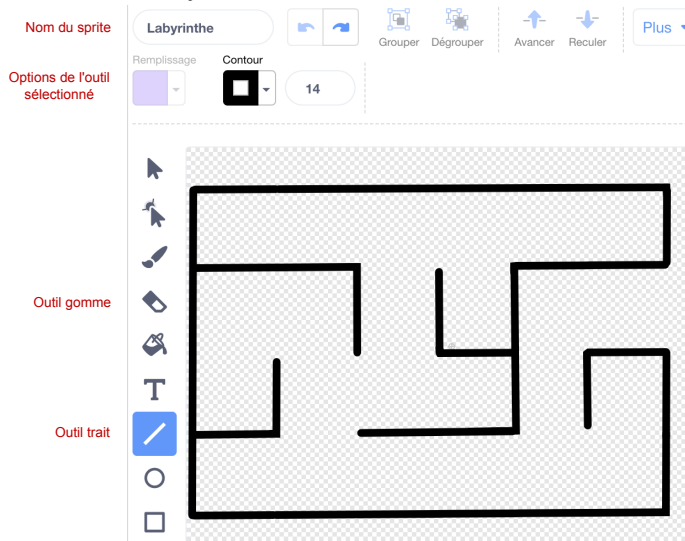 Nom du sprite
Labyrinthe
Grouper
Dégrouper
Avancer
Reculer
Plus
Options de l'outil
sélectionné
Remplissage
Contour
14
Outil gomme
T
Outil trait